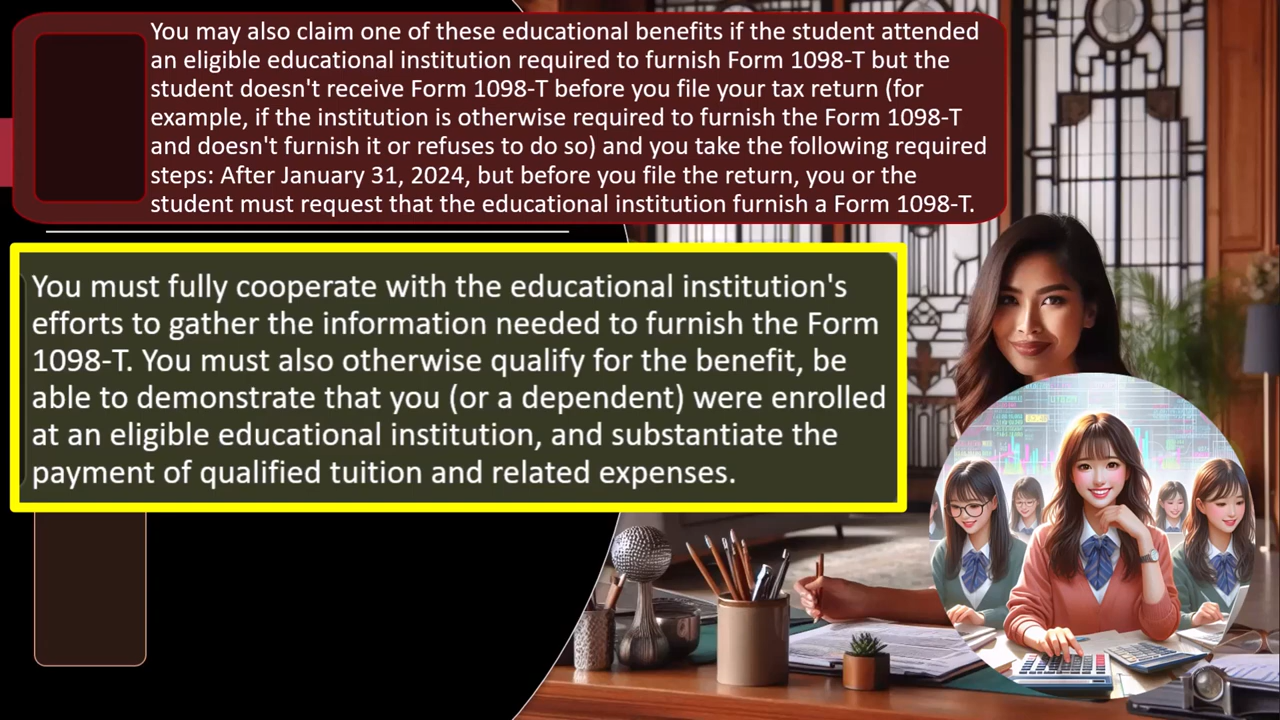 You may also claim one of these educational benefits if the student attended
an eligible educational institution required to furnish Form 1098-T but the
student doesn't receive Form 1098-T before you file your tax return (for
example, if the institution is otherwise required to furnish the Form 1098-T
and doesn't furnish it or refuses to do so) and you take the following required
steps: After January 31, 2024, but before you file the return, you or the
student must request that the educational institution furnish a Form 1098-T.
You must fully cooperate with the educational institution's
efforts to gather the information needed to furnish the Form
1098-T. You must also otherwise qualify for the benefit, be
able to demonstrate that you (or a dependent) were enrolled
at an eligible educational institution, and substantiate the
payment of qualified tuition and related expenses.